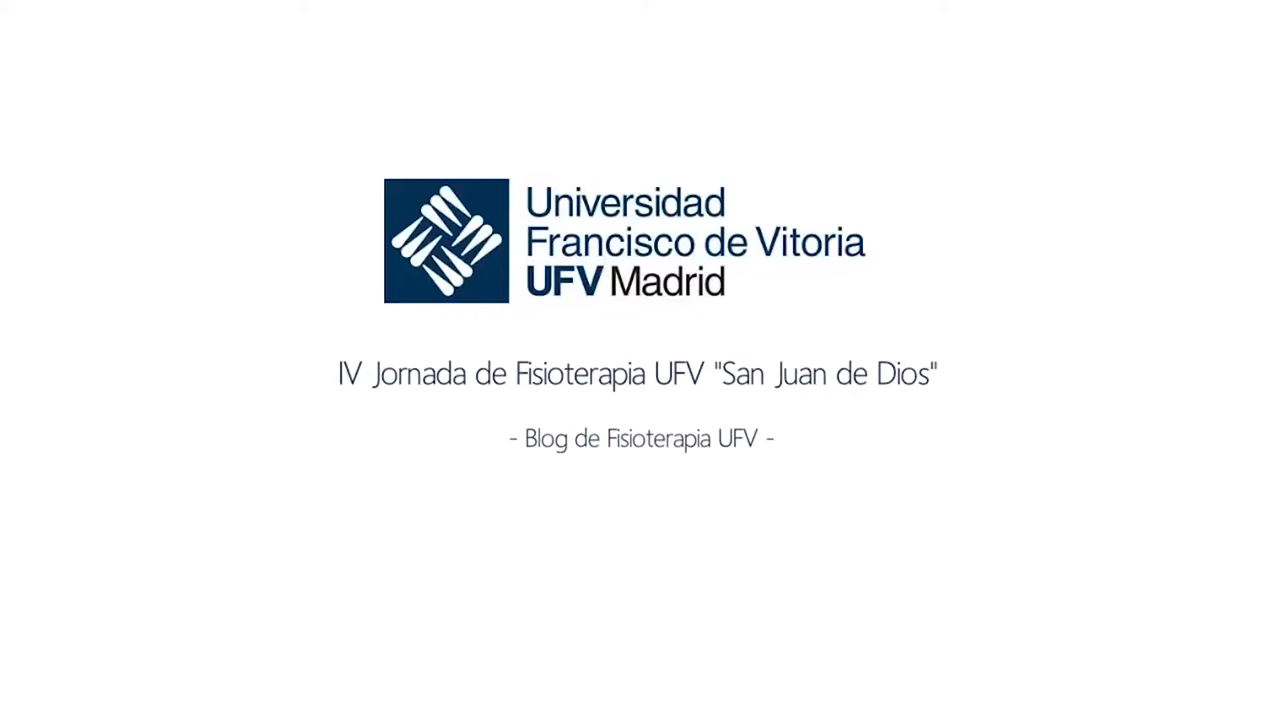 Universidad
Francisco de Vitoria
UFV Madrid
IV Jornada de Fisioterapia UFV "San Juan de Dios"
- Blog de Fisioterapia UFV -